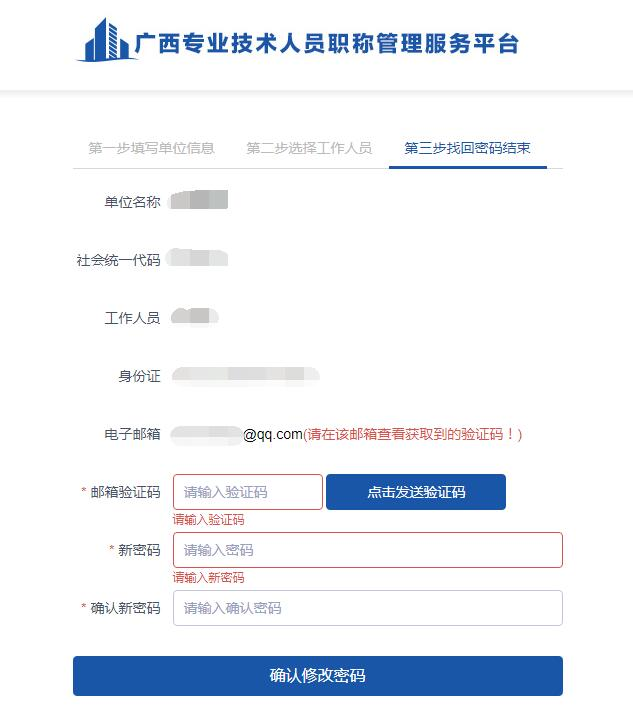 广西专业技术人员职称管理服务平台
第一步填写单位信息 第二步选择工作人员 第三步找回密码结束
单位名称
社会统一代码
工作人员
身份证
电子邮箱 @qq.com(请在该邮箱查看获取到的验证码！)
* 邮箱验证码 请输入验证码 点击发送验证码
请输入验证码
* 新密码 请输入密码
请输入新密码
* 确认新密码 请输入确认密码
确认修改密码